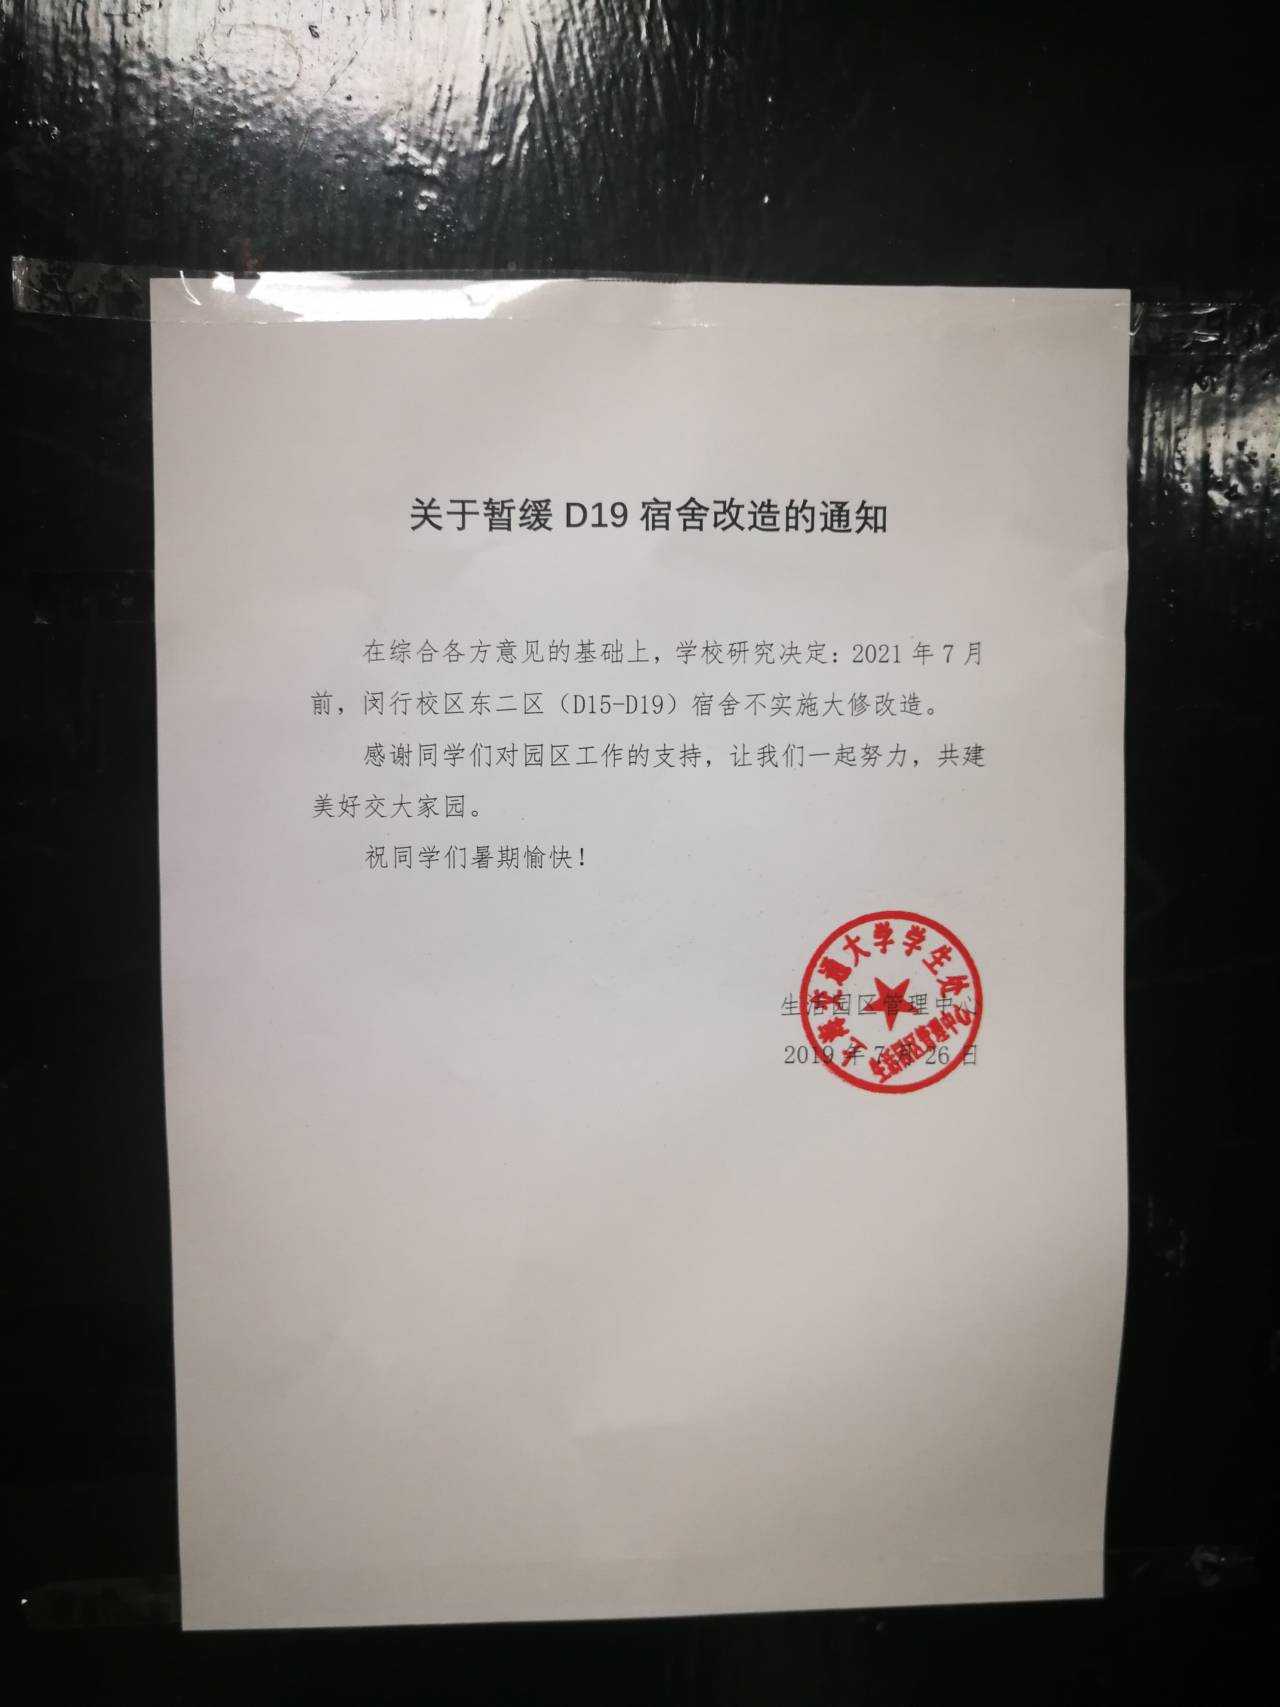 关于暂缓 D19 宿舍改造的通知
在综合各方意见的基础上，学校研究决定：2021 年 7 月
前，闵行校区东二区（D15-D19）宿舍不实施大修改造。
感谢同学们对园区工作的支持，让我们一起努力，共建
美好交大家园。
祝同学们暑期愉快！
生活园区管理中心
2019 年 7 月 26 日
上海交通大学学生处
生活园区管理中心